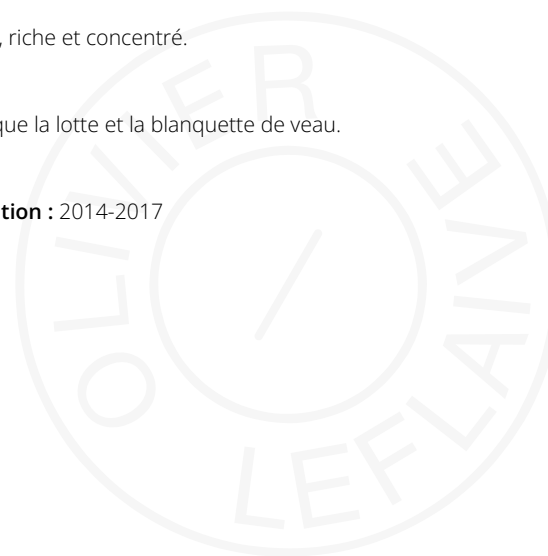 , riche et concentré.
que la lotte et la blanquette de veau.
tion : 2014-2017
OLIVIER
LEFLAIVE